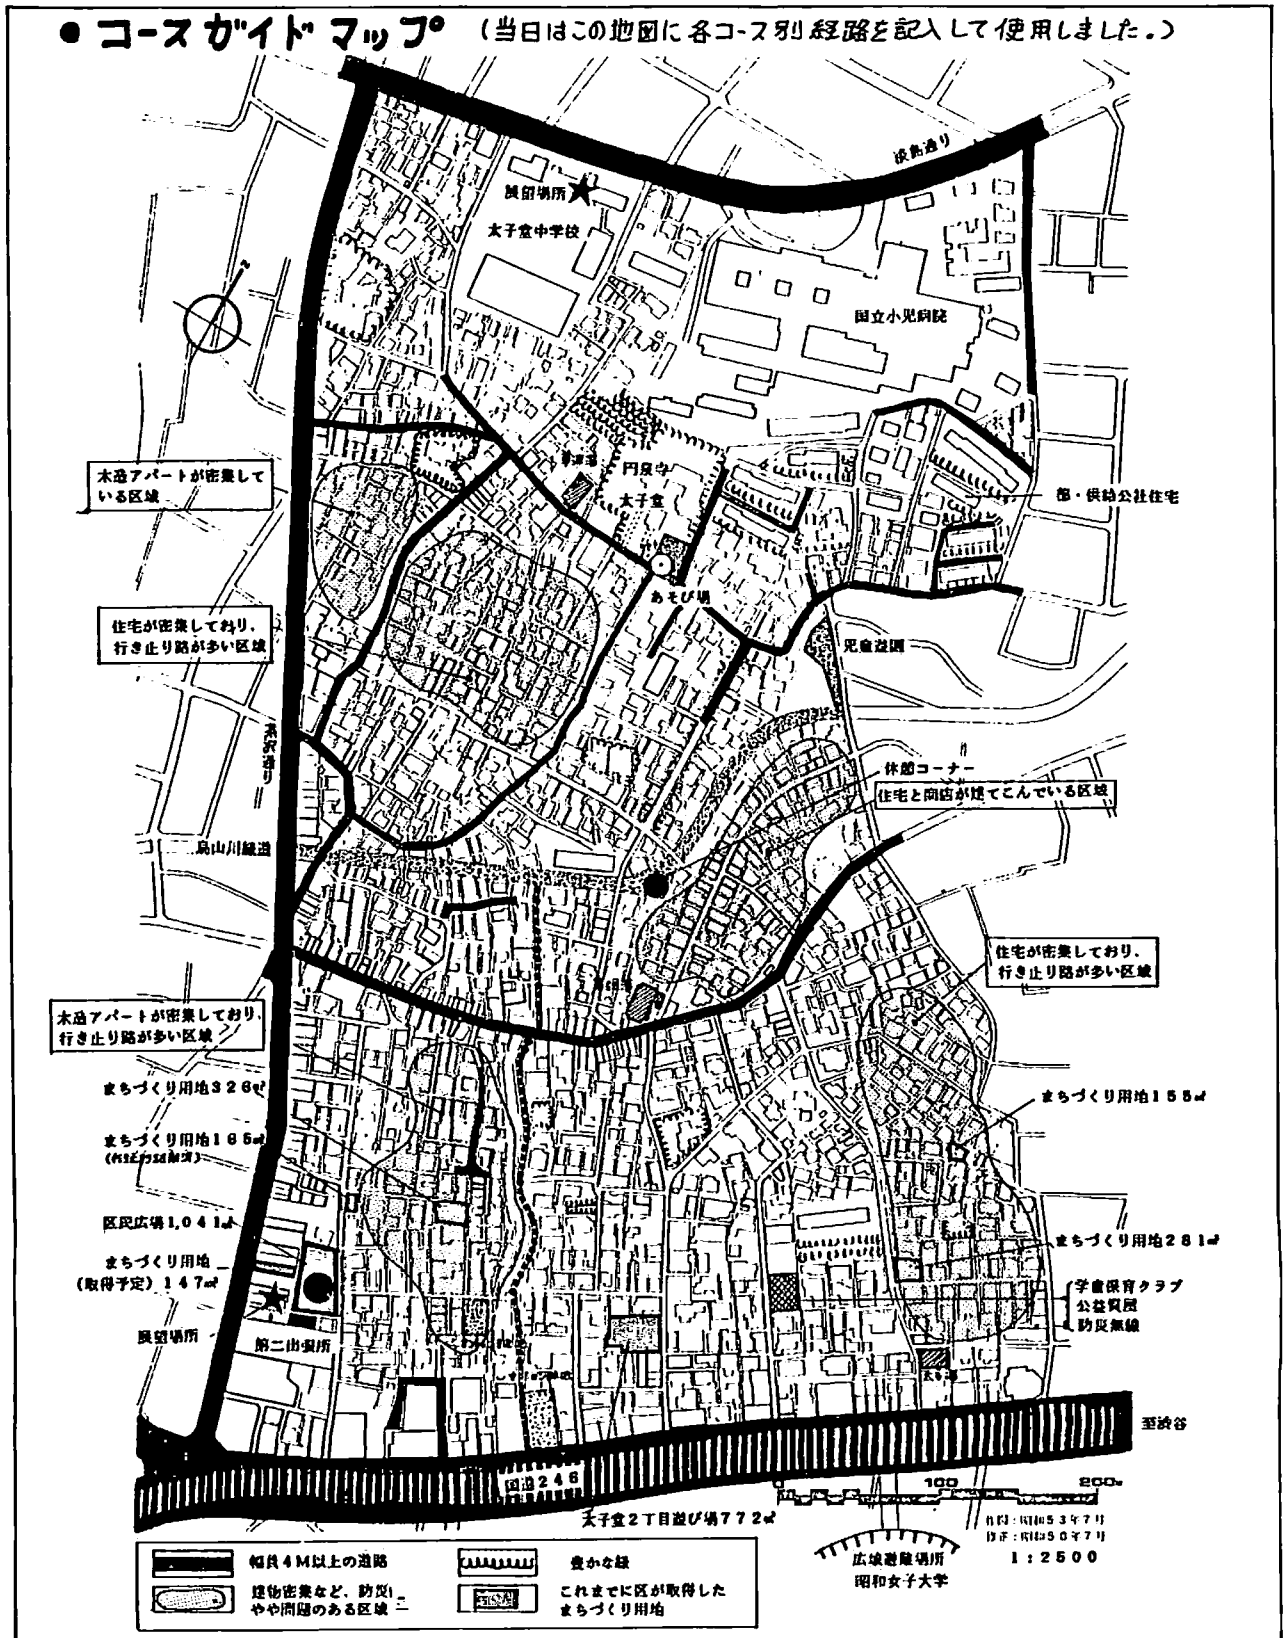 ●コースガイドマップ (当日はこの地図に各コース別経路を記入して使用しました。)
淡島通り
展望場所
太子堂中学校
N
国立小児病院
円泉寺
太子堂
木造アパートが密集して
いる区域
都・供給公社住宅
あそび場
住宅が密集しており、
行き止り路が多い区域
児童遊園
茶沢通り
休憩コーナー
住宅と商店が建てこんでいる区域
烏山川緑道
住宅が密集しており、
行き止り路が多い区域
木造アパートが密集しており、
行き止り路が多い区域
まちづくり用地326㎡
まちづくり用地155㎡
まちづくり用地165㎡
区民広場1,041㎡
まちづくり用地
(取得予定)147㎡
まちづくり用地281㎡
学童保育クラブ
公益質屋
防災無線
展望場所
第二出張所
至渋谷
国道246
100 200m
太子堂2丁目遊び場772㎡
1:2500
広域避難場所
昭和女子大学
幅員4M以上の道路
豊かな緑
建物密集など、防災上
やや問題のある区域
これまでに区が取得した
まちづくり用地